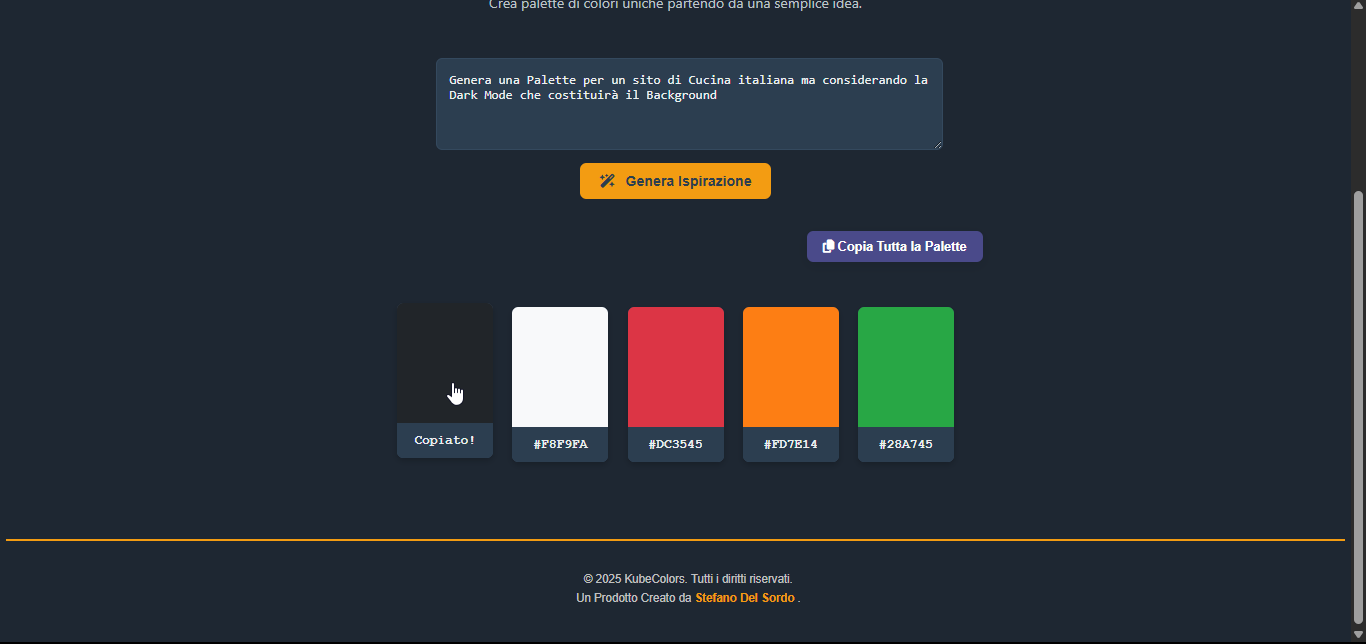 Crea palette di colori uniche partendo da una semplice idea.
Genera una Palette per un sito di Cucina italiana ma considerando la
Dark Mode che costituirà il Background
Genera Ispirazione
Copia Tutta la Palette
Copiato!
#F8F9FA
#DC3545
#FD7E14
#28A745
© 2025 KubeColors. Tutti i diritti riservati.
Un Prodotto Creato da Stefano Del Sordo .